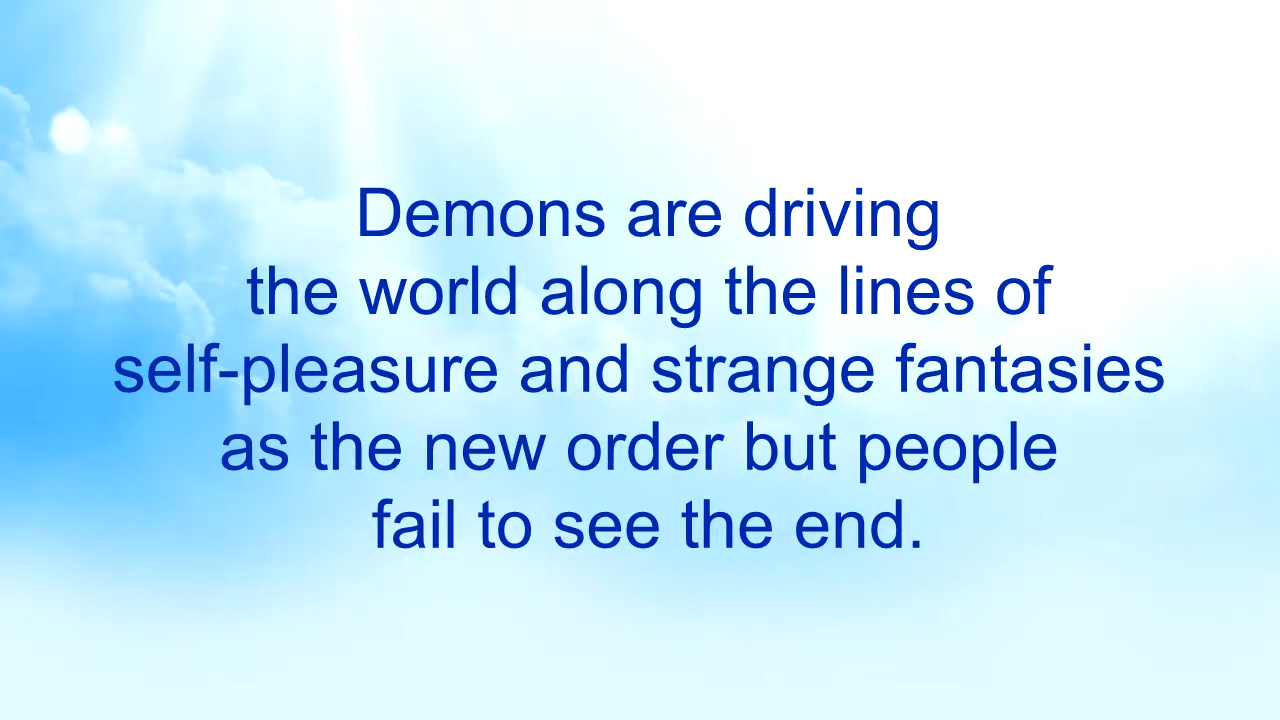 Demons are driving
the world along the lines of
self-pleasure and strange fantasies
as the new order but people
fail to see the end.